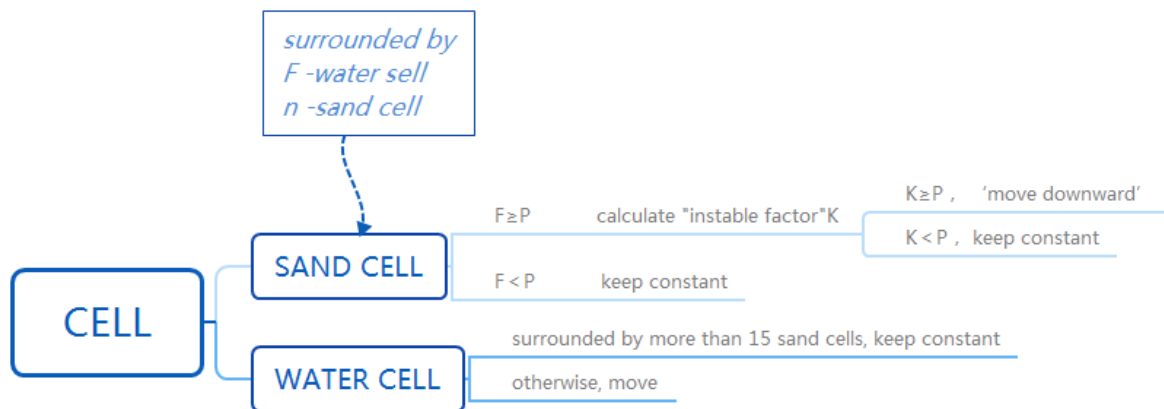 surrounded by
F -water sell
n -sand cell
CELL
SAND CELL
F≥P calculate "instable factor"K
K≥P , ‘move downward’
K<P , keep constant
F<P keep constant
WATER CELL
surrounded by more than 15 sand cells, keep constant
otherwise, move